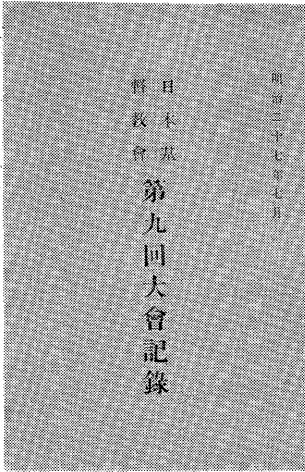 明治二十七年七月
日本基
督教會
第九回大會記錄